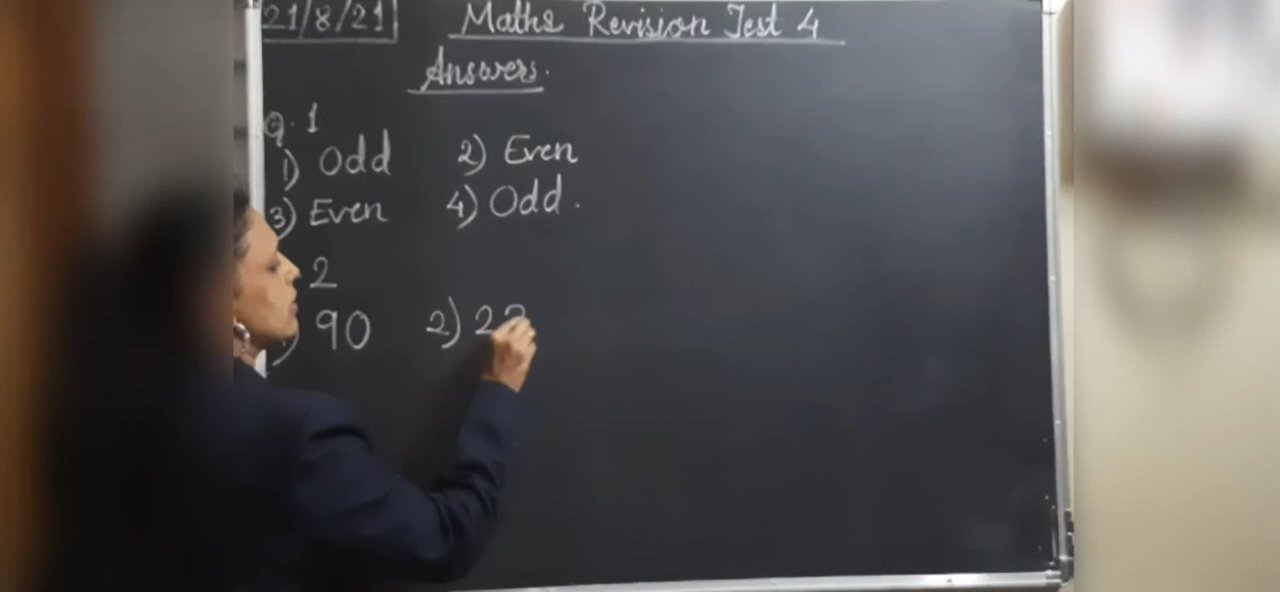 21/8/21 Maths Revision Test 4
Answers.
Q. 1
1) Odd 2) Even
3) Even 4) Odd.
2
) 90 2) 22